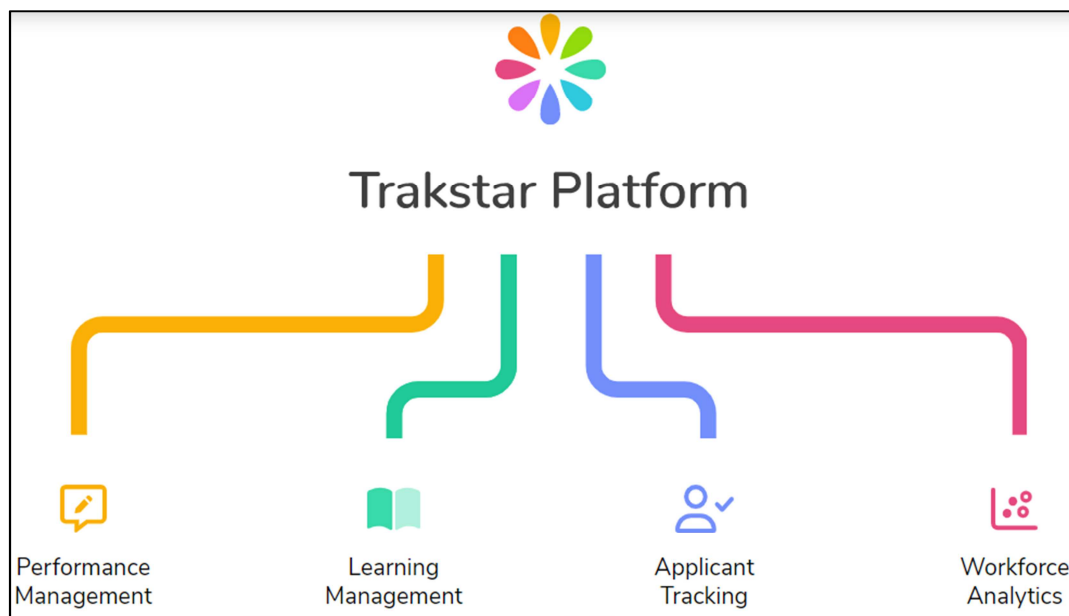 Trakstar Platform
Performance
Management
Learning
Management
Applicant
Tracking
Workforce
Analytics